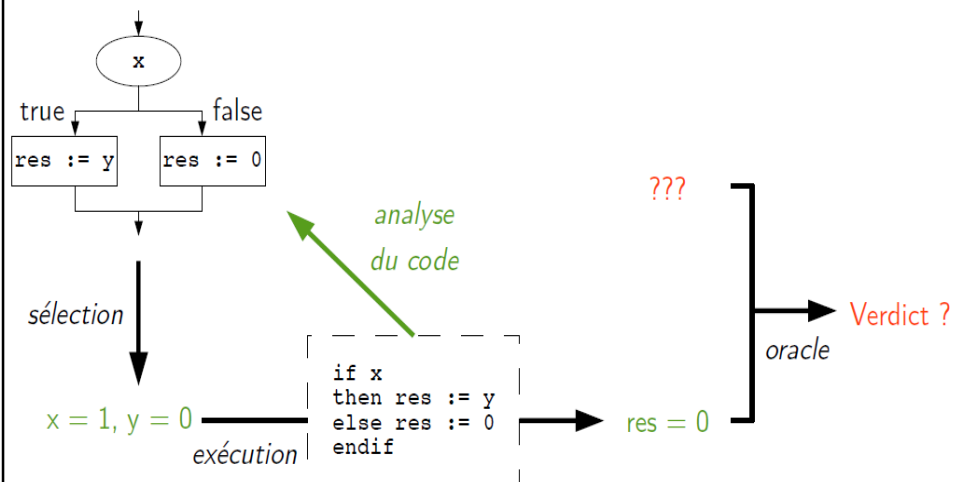 x
true false
res := y res := 0
???
analyse
du code
sélection
Verdict ?
oracle
if x
then res := y
else res := 0
endif
x = 1, y = 0
res = 0
exécution